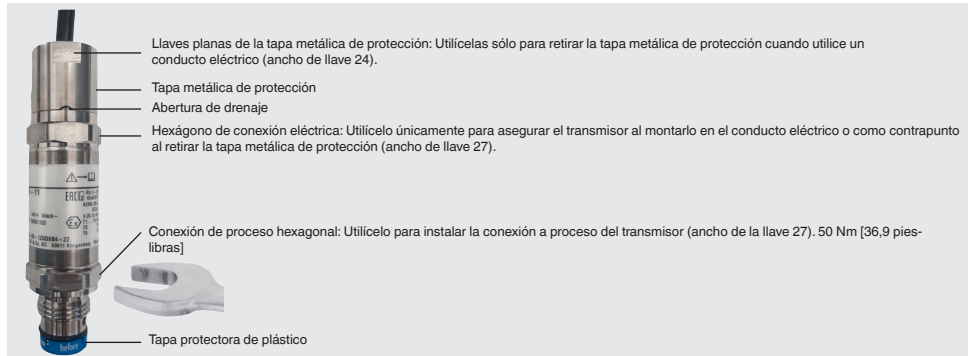 Llaves planas de la tapa metálica de protección: Utilícelas sólo para retirar la tapa metálica de protección cuando utilice un
conducto eléctrico (ancho de llave 24).
Tapa metálica de protección
Abertura de drenaje
Hexágono de conexión eléctrica: Utilícelo únicamente para asegurar el transmisor al montarlo en el conducto eléctrico o como contrapunto
al retirar la tapa metálica de protección (ancho de llave 27).
EAC
Ex
Conexión de proceso hexagonal: Utilícelo para instalar la conexión a proceso del transmisor (ancho de la llave 27). 50 Nm [36,9 pies-
libras]
Tapa protectora de plástico
before